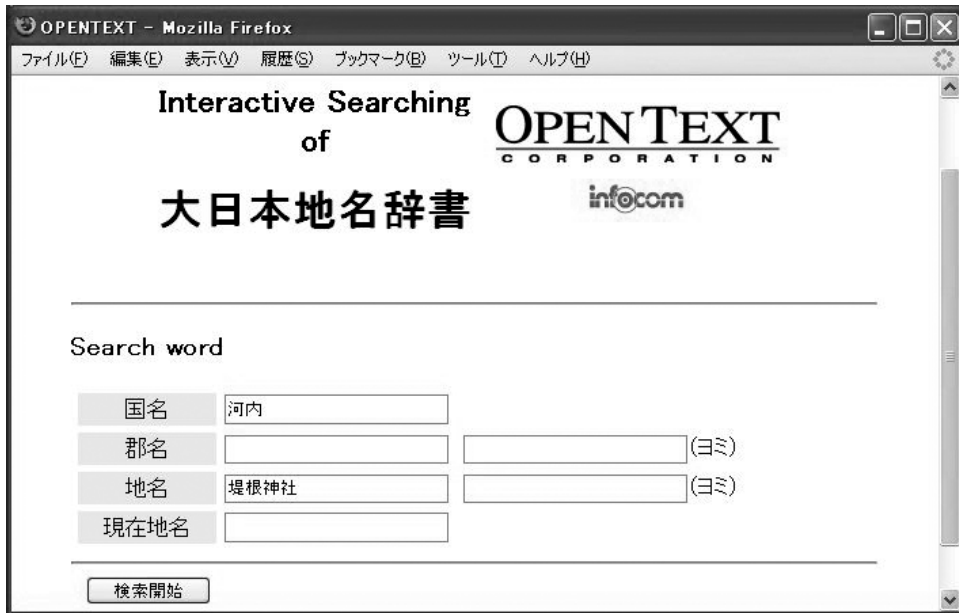 OPENTEXT - Mozilla Firefox
ファイル(F) 編集(E) 表示(V) 履歴(S) ブックマーク(B) ツール(T) ヘルプ(H)
Interactive Searching
of
大日本地名辞書
OPEN TEXT
CORPORATION
infocom
Search word
国名 河内
郡名 (ヨミ)
地名 堤根神社 (ヨミ)
現在地名
検索開始